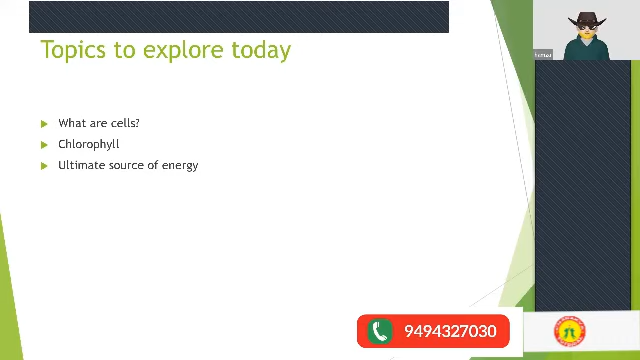 Topics to explore today
What are cells?
Chlorophyll
Ultimate source of energy
9494327030